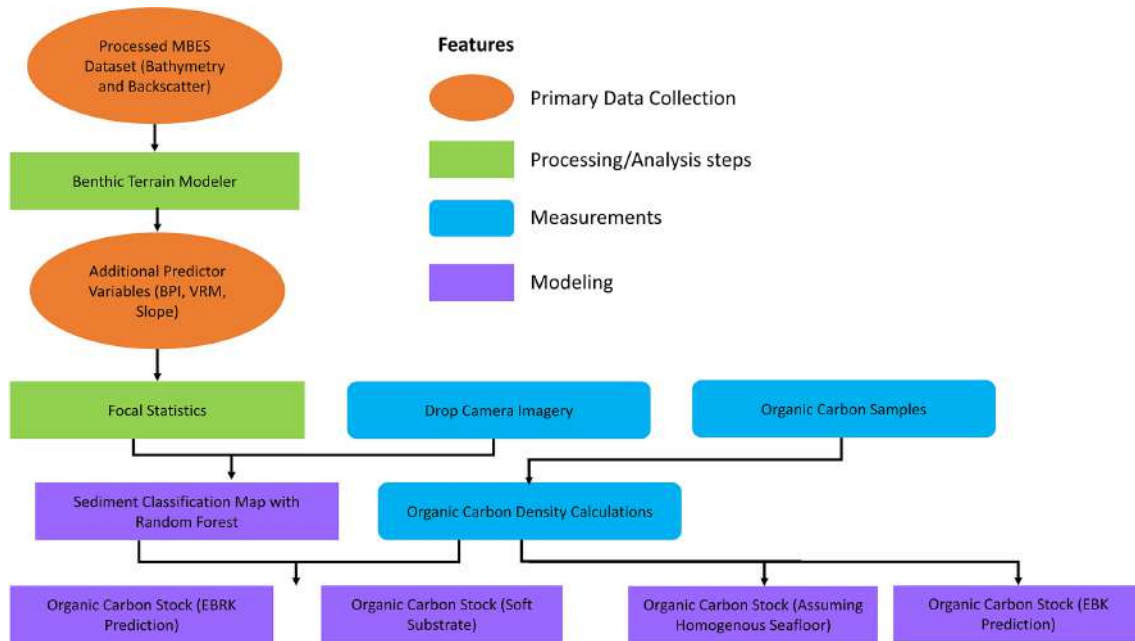 Processed MBES
Dataset (Bathymetry
and Backscatter)
Benthic Terrain Modeler
Additional Predictor
Variables (BPI, VRM,
Slope)
Features
Primary Data Collection
Processing/Analysis steps
Measurements
Modeling
Focal Statistics
Drop Camera Imagery
Organic Carbon Samples
Sediment Classification Map with
Random Forest
Organic Carbon Density Calculations
Organic Carbon Stock (EBRK
Prediction)
Organic Carbon Stock (Soft
Substrate)
Organic Carbon Stock (Assuming
Homogenous Seafloor)
Organic Carbon Stock (EBK
Prediction)